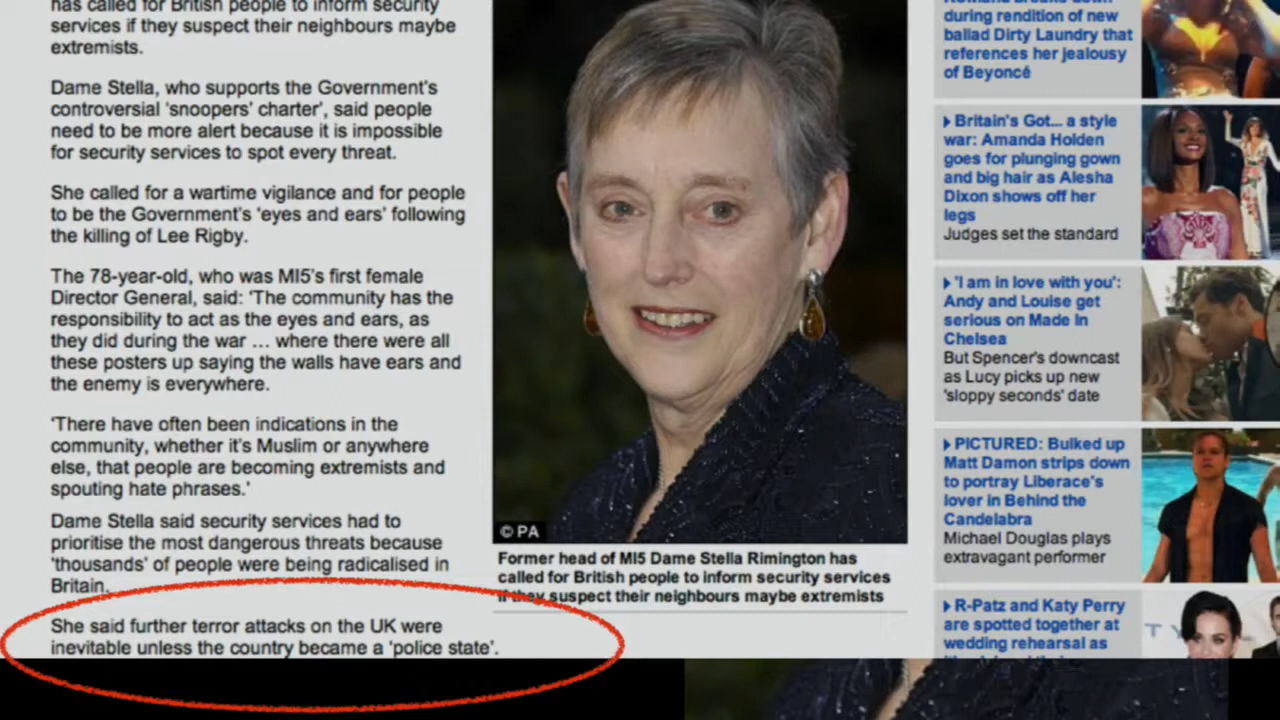 has called for British people to inform security
services if they suspect their neighbours maybe
extremists.
Dame Stella, who supports the Government's
controversial 'snoopers' charter', said people
need to be more alert because it is impossible
for security services to spot every threat.
She called for a wartime vigilance and for people
to be the Government's 'eyes and ears' following
the killing of Lee Rigby.
The 78-year-old, who was MI5's first female
Director General, said: 'The community has the
responsibility to act as the eyes and ears, as
they did during the war ... where there were all
these posters up saying the walls have ears and
the enemy is everywhere.
'There have often been indications in the
community, whether it's Muslim or anywhere
else, that people are becoming extremists and
spouting hate phrases.'
Dame Stella said security services had to
prioritise the most dangerous threats because
'thousands' of people were being radicalised in
Britain.
She said further terror attacks on the UK were
inevitable unless the country became a 'police state'.
© PA
Former head of MI5 Dame Stella Rimington has
called for British people to inform security services
if they suspect their neighbours maybe extremists
during rendition of new
ballad Dirty Laundry that
references her jealousy
of Beyoncé
Britain's Got... a style
war: Amanda Holden
goes for plunging gown
and big hair as Alesha
Dixon shows off her
legs
Judges set the standard
'I am in love with you':
Andy and Louise get
serious on Made In
Chelsea
But Spencer's downcast
as Lucy picks up new
'sloppy seconds' date
PICTURED: Bulked up
Matt Damon strips down
to portray Liberace's
lover in Behind the
Candelabra
Michael Douglas plays
extravagant performer
R-Patz and Katy Perry
are spotted together at
wedding rehearsal as